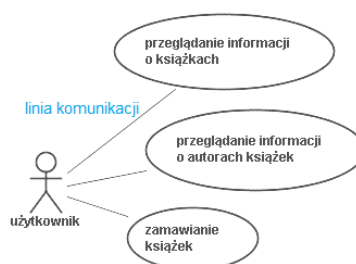 przeglądanie informacji
o książkach
linia komunikacji
przeglądanie informacji
o autorach książek
użytkownik
zamawianie
książek